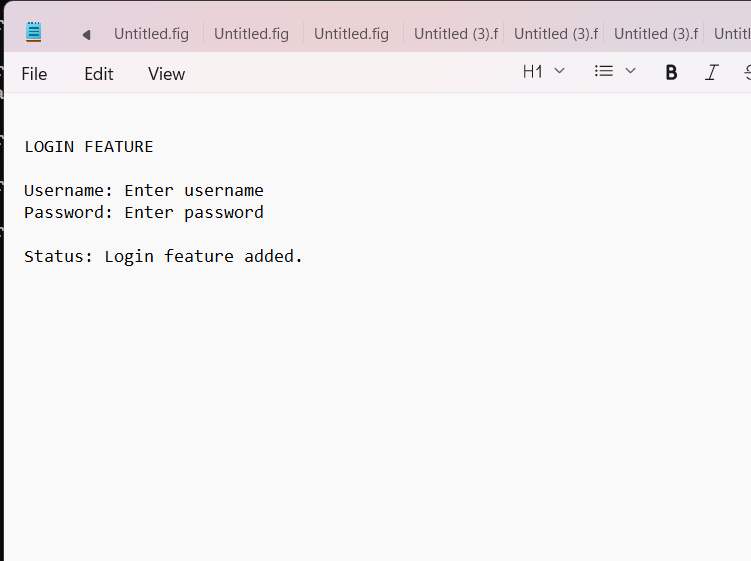 Untitled.fig Untitled.fig Untitled.fig Untitled (3).f Untitled (3).f Untitled (3).f
File Edit View H1 B I
LOGIN FEATURE
Username: Enter username
Password: Enter password
Status: Login feature added.